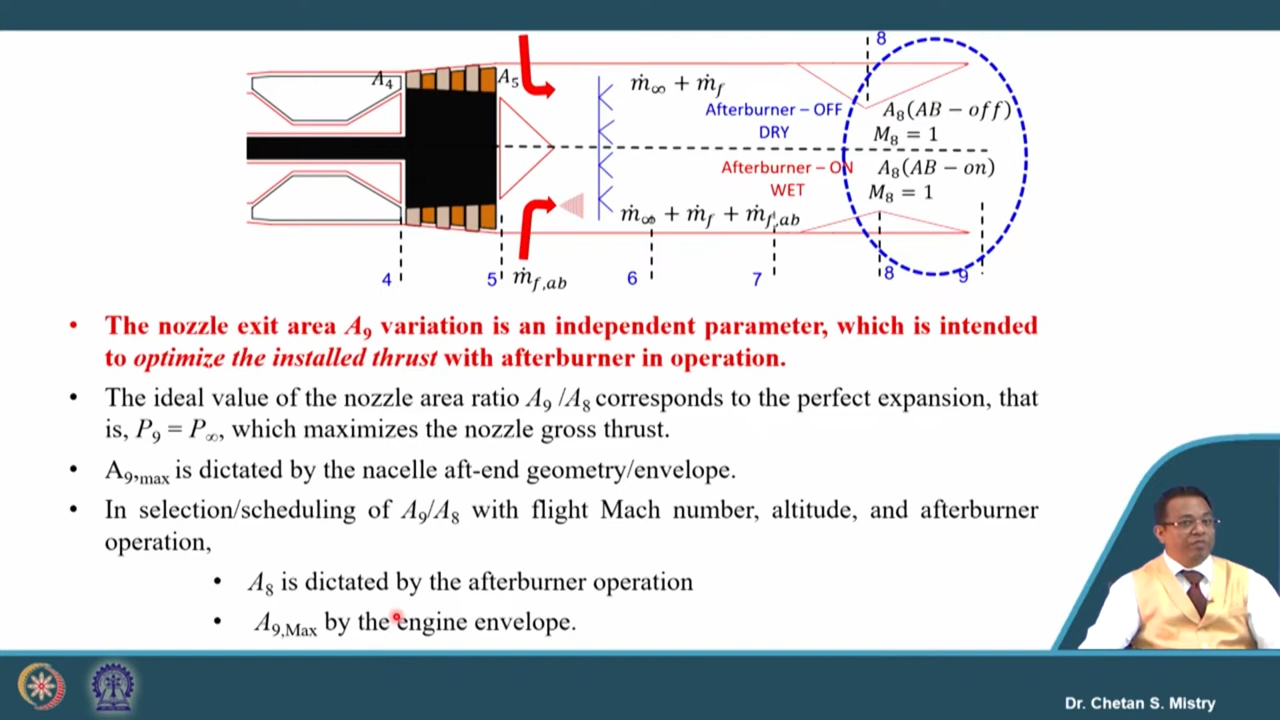 8
A₄
A₅
ṁ∞ + ṁf
Afterburner – OFF
A₈(AB − off)
DRY
M₈ = 1
Afterburner – ON
A₈(AB − on)
WET
M₈ = 1
ṁ∞ + ṁf + ṁf,ab
4
5
ṁf,ab
6
7
8
9
• The nozzle exit area A₉ variation is an independent parameter, which is intended
to optimize the installed thrust with afterburner in operation.
• The ideal value of the nozzle area ratio A₉ /A₈ corresponds to the perfect expansion, that
is, P₉ = P∞, which maximizes the nozzle gross thrust.
• A₉,max is dictated by the nacelle aft-end geometry/envelope.
• In selection/scheduling of A₉/A₈ with flight Mach number, altitude, and afterburner
operation,
• A₈ is dictated by the afterburner operation
• A₉,Max by the engine envelope.
Dr. Chetan S. Mistry